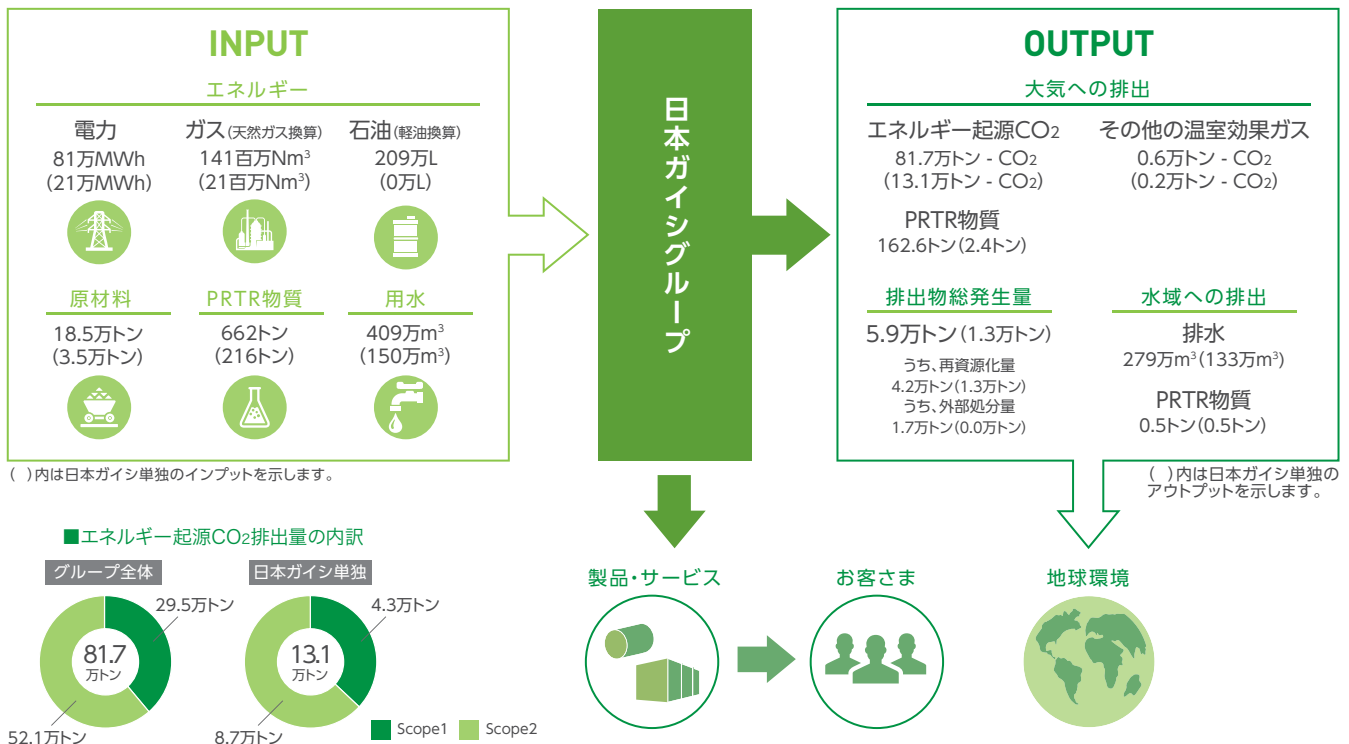 INPUT
エネルギー
電力
81万MWh
(21万MWh)
ガス(天然ガス換算)
141百万Nm³
(21百万Nm³)
石油(軽油換算)
209万L
(0万L)
原材料
18.5万トン
(3.5万トン)
PRTR物質
662トン
(216トン)
用水
409万m³
(150万m³)
( )内は日本ガイシ単独のインプットを示します。
日本ガイシグループ
OUTPUT
大気への排出
エネルギー起源CO₂
81.7万トン - CO₂
(13.1万トン - CO₂)
その他の温室効果ガス
0.6万トン - CO₂
(0.2万トン - CO₂)
PRTR物質
162.6トン(2.4トン)
排出物総発生量
5.9万トン(1.3万トン)
うち、再資源化量
4.2万トン(1.3万トン)
うち、外部処分量
1.7万トン(0.0万トン)
水域への排出
排水
279万m³(133万m³)
PRTR物質
0.5トン(0.5トン)
( )内は日本ガイシ単独の
アウトプットを示します。
■エネルギー起源CO₂排出量の内訳
グループ全体
29.5万トン
81.7
万トン
52.1万トン
日本ガイシ単独
4.3万トン
13.1
万トン
8.7万トン
Scope1
Scope2
製品・サービス
お客さま
地球環境